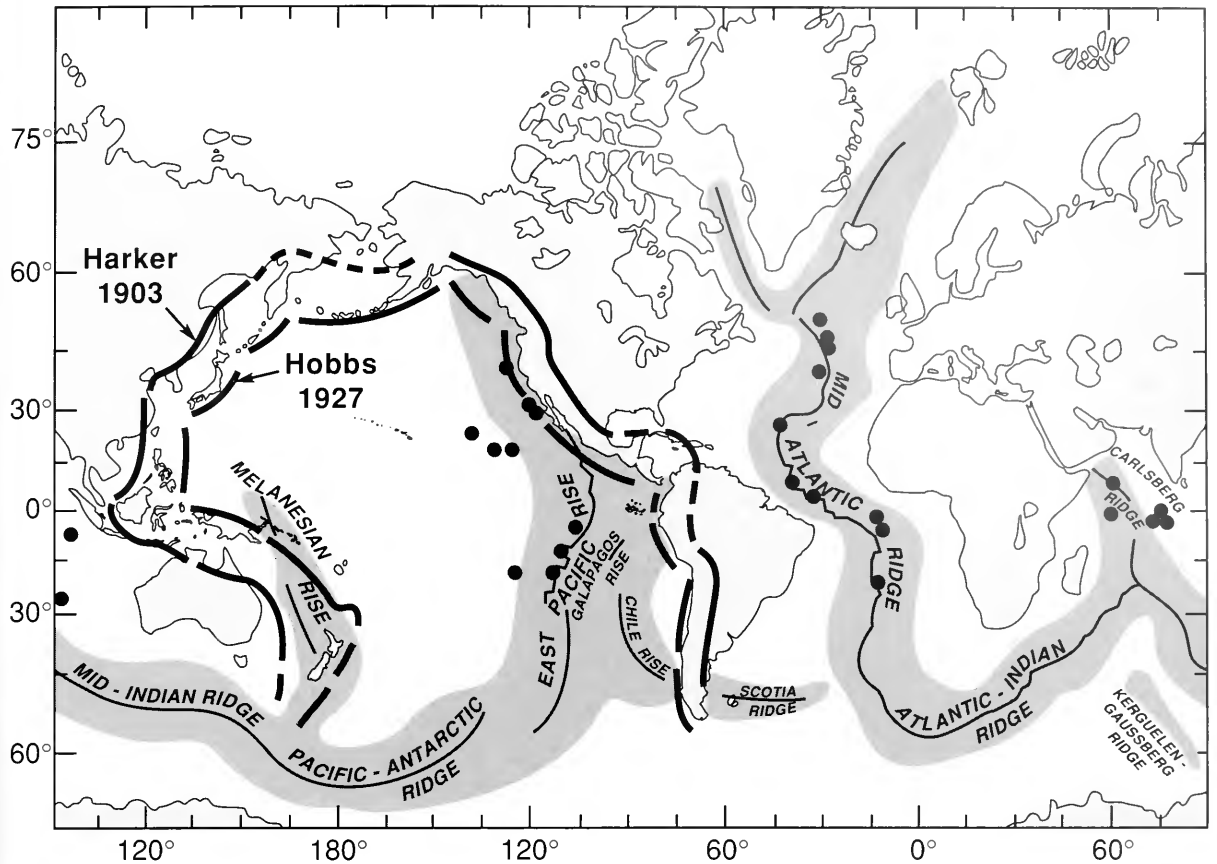 75°
60°
30°
0°
30°
60°
120°
180°
120°
60°
0°
60°
Harker
1903
Hobbs
1927
MELANESIAN
RISE
MID - INDIAN RIDGE
PACIFIC - ANTARCTIC
RIDGE
EAST
PACIFIC
RISE
GALAPAGOS
RISE
CHILE RISE
SCOTIA
RIDGE
MID
ATLANTIC
RIDGE
ATLANTIC - INDIAN
RIDGE
CARLSBERG
RIDGE
KERGUELEN-
GAUSSBERG
RIDGE